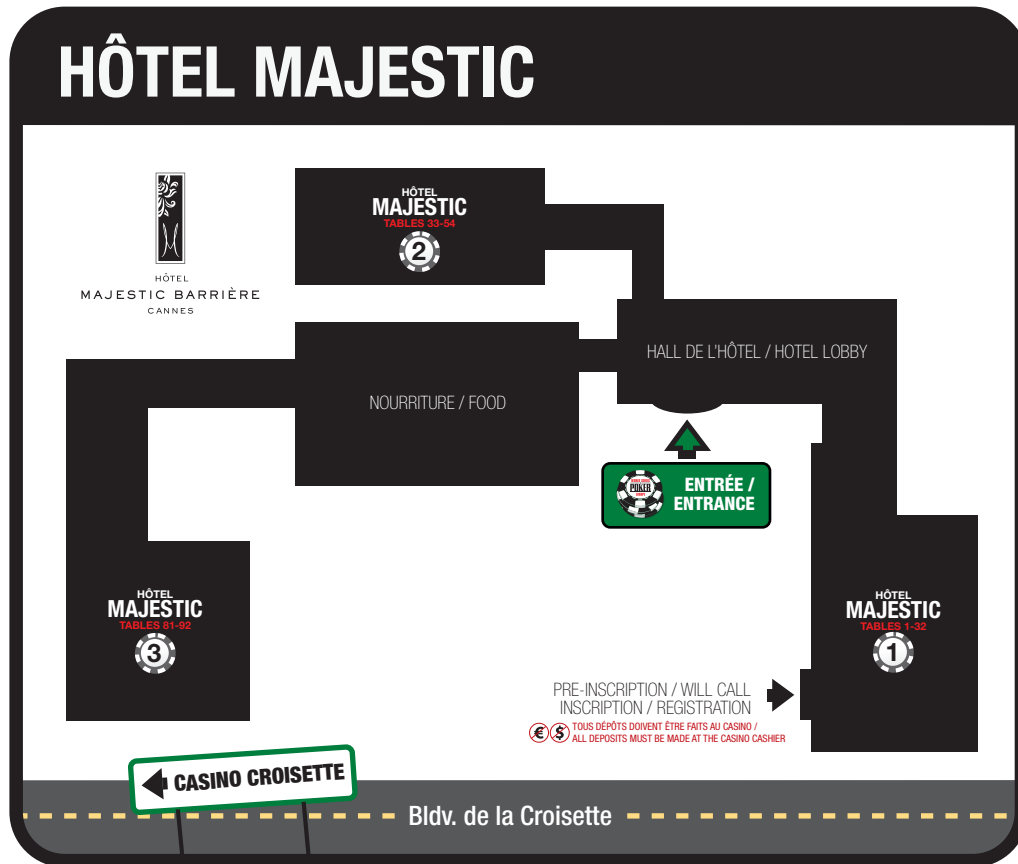 HÔTEL MAJESTIC
HÔTEL
MAJESTIC BARRIÈRE
CANNES
HÔTEL
MAJESTIC
TABLES 33-54
2
HALL DE L'HÔTEL / HOTEL LOBBY
NOURRITURE / FOOD
POKER
ENTRÉE /
ENTRANCE
HÔTEL
MAJESTIC
TABLES 81-92
3
HÔTEL
MAJESTIC
TABLES 1-32
1
PRE-INSCRIPTION / WILL CALL
INSCRIPTION / REGISTRATION
€ $ TOUS DÉPÔTS DOIVENT ÊTRE FAITS AU CASINO /
ALL DEPOSITS MUST BE MADE AT THE CASINO CASHIER
CASINO CROISETTE
Bldv. de la Croisette